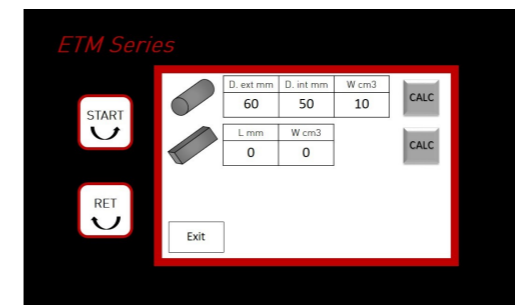 ETM Series
START
RET
D. ext mm D. int mm W cm3
60 50 10
CALC
L mm W cm3
0 0
CALC
Exit